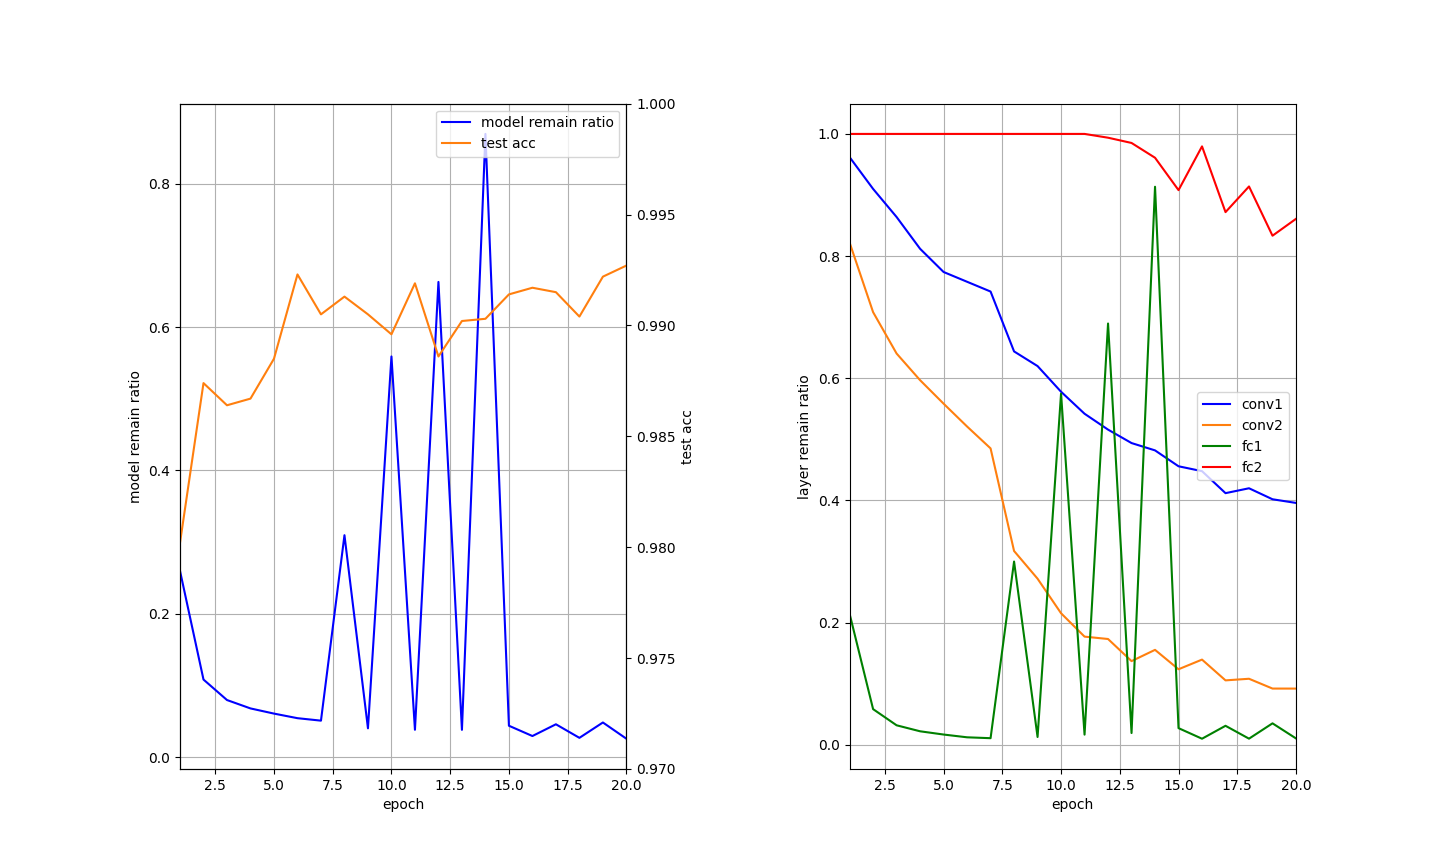 model remain ratio
test acc
0.8
0.6
0.4
0.2
0.0
model remain ratio
1.000
0.995
0.990
0.985
0.980
0.975
0.970
test acc
2.5 5.0 7.5 10.0 12.5 15.0 17.5 20.0
epoch
1.0
0.8
0.6
0.4
0.2
0.0
layer remain ratio
conv1
conv2
fc1
fc2
2.5 5.0 7.5 10.0 12.5 15.0 17.5 20.0
epoch